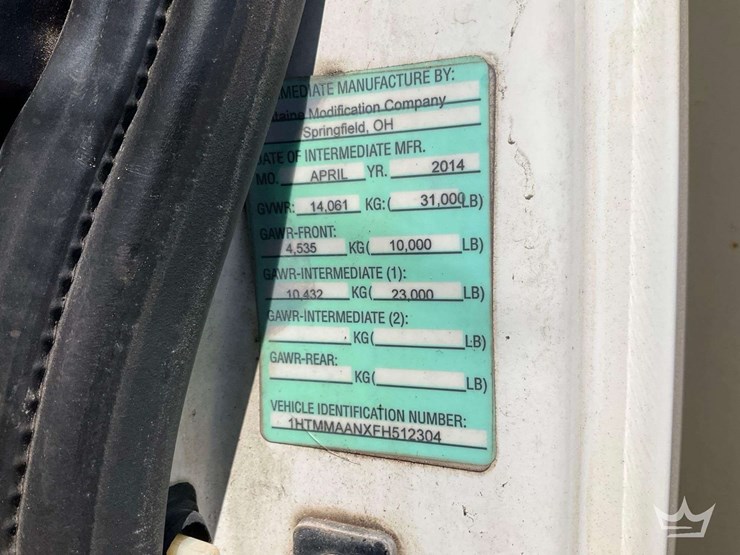 MEDIATE MANUFACTURE BY:
taine Modification Company
Springfield, OH
DATE OF INTERMEDIATE MFR.
MO. APRIL YR. 2014
GVWR: 14,061 KG( 31,000 LB)
GAWR-FRONT:
4,535 KG( 10,000 LB)
GAWR-INTERMEDIATE (1):
10,432 KG( 23,000 LB)
GAWR-INTERMEDIATE (2):
KG( LB)
GAWR-REAR:
KG( LB)
VEHICLE IDENTIFICATION NUMBER:
1HTMMAANXFH512304